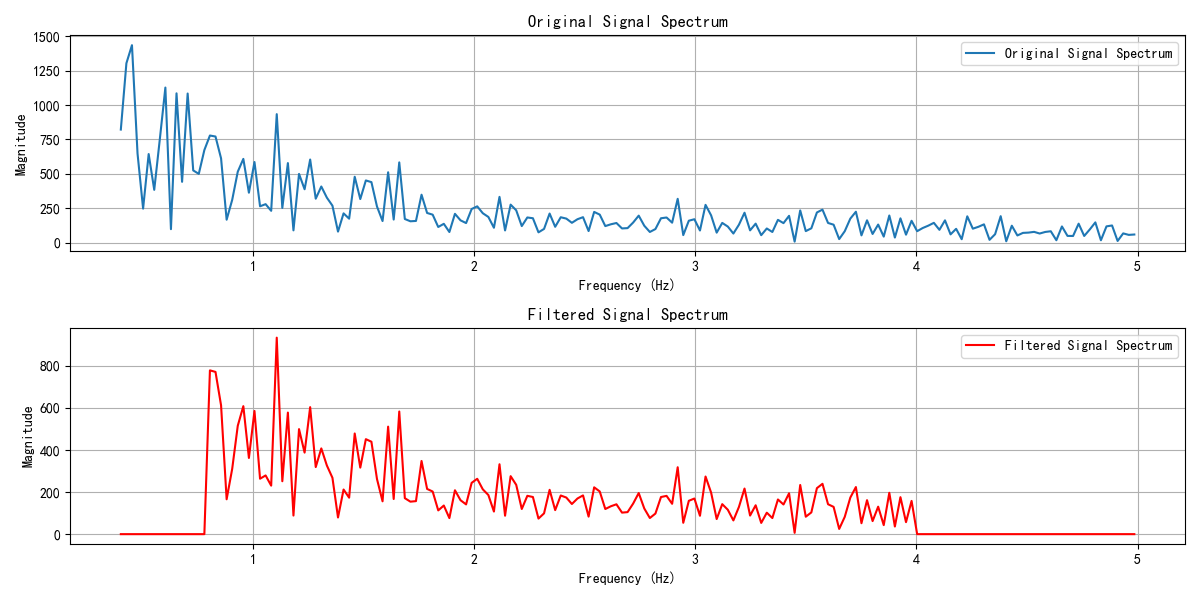 Original Signal Spectrum
1500
1250
1000
750
500
250
0
Magnitude
Original Signal Spectrum
1 2 3 4 5
Frequency (Hz)
Filtered Signal Spectrum
800
600
400
200
0
Magnitude
Filtered Signal Spectrum
1 2 3 4 5
Frequency (Hz)